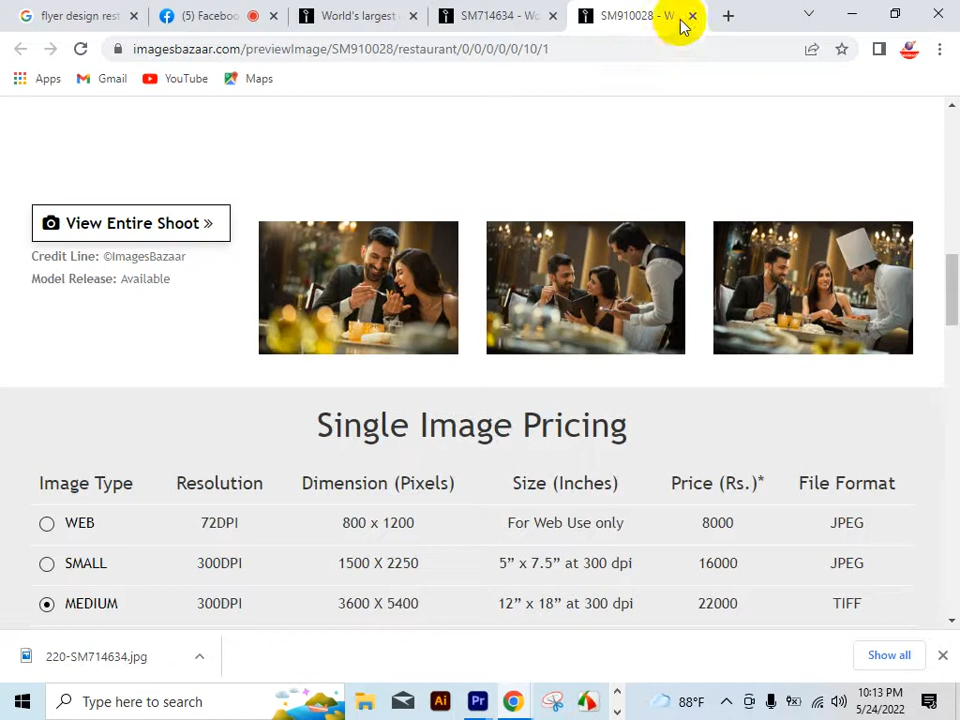 flyer design rest
(5) Faceboo
World's largest
SM714634 - Wo
SM910028 - W
imagesbazaar.com/previewImage/SM910028/restaurant/0/0/0/0/0/10/1
Apps Gmail YouTube Maps
View Entire Shoot »
Credit Line: ©ImagesBazaar
Model Release: Available
Single Image Pricing
Image Type Resolution Dimension (Pixels) Size (Inches) Price (Rs.)* File Format
WEB 72DPI 800 x 1200 For Web Use only 8000 JPEG
SMALL 300DPI 1500 X 2250 5” x 7.5” at 300 dpi 16000 JPEG
MEDIUM 300DPI 3600 X 5400 12” x 18” at 300 dpi 22000 TIFF
220-SM714634.jpg
Show all
Type here to search
Ai
Pr
88°F
10:13 PM
5/24/2022